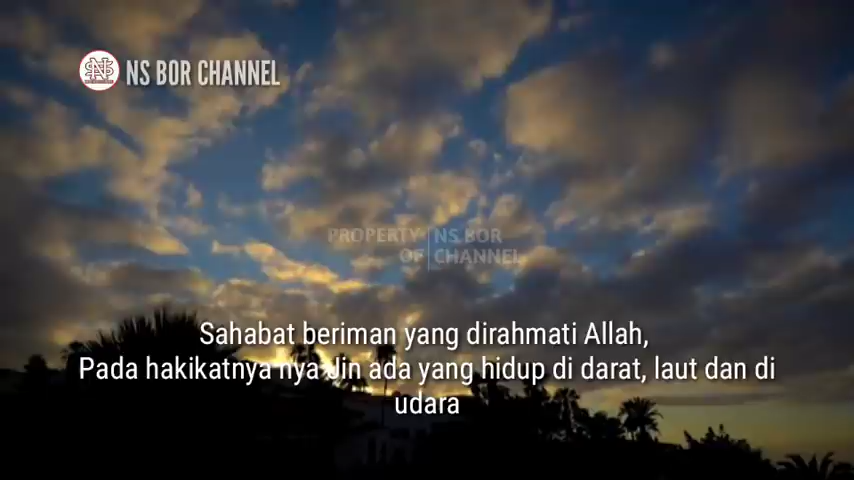 NS BOR CHANNEL
PROPERTY NS BOR
OF CHANNEL
Sahabat beriman yang dirahmati Allah,
Pada hakikatnya nya Jin ada yang hidup di darat, laut dan di
udara